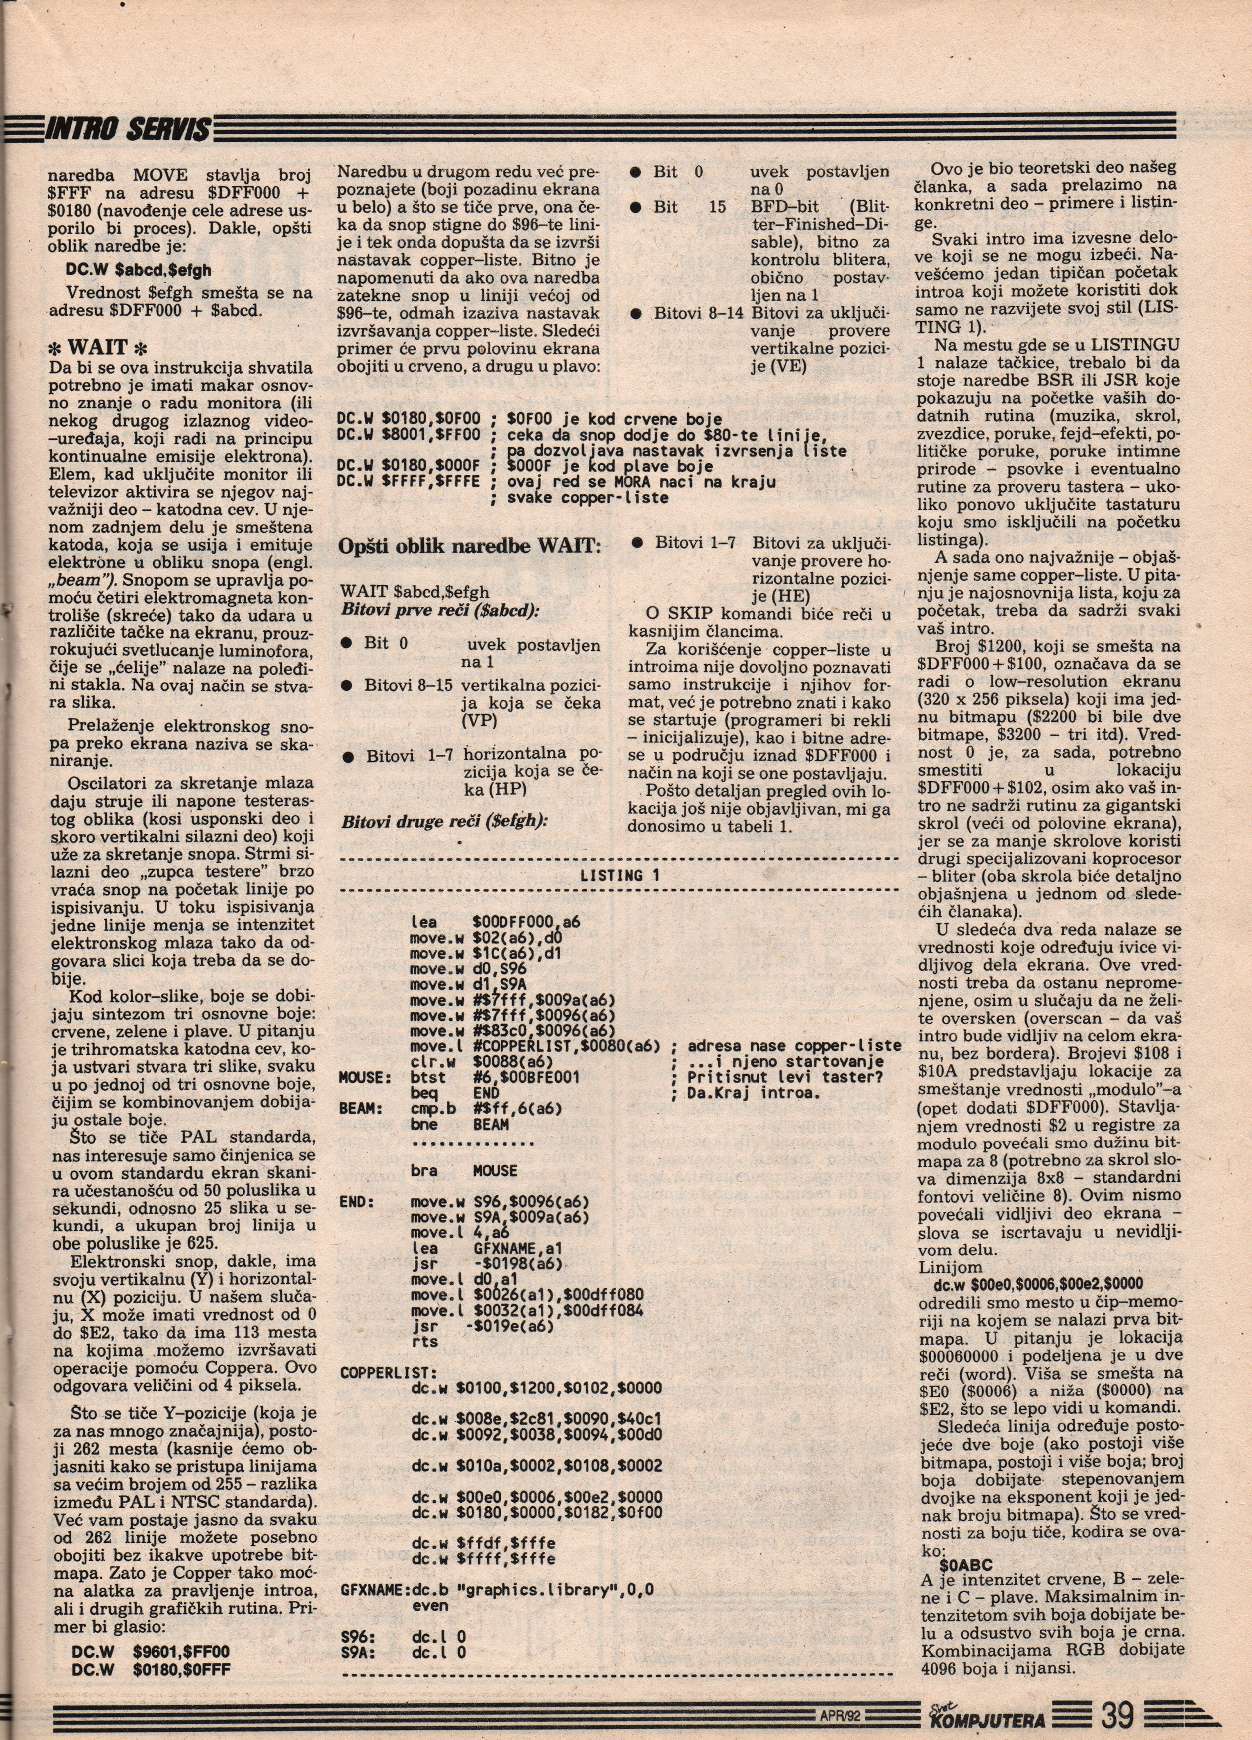 INTRO SERVIS
naredba MOVE stavlja broj
$FFF na adresu $DFF000 +
$0180 (navođenje cele adrese us-
porilo bi proces). Dakle, opšti
oblik naredbe je:
DC.W $abcd,$efgh
Vrednost $efgh smešta se na
adresu $DFF000 + $abcd.
✻ WAIT ✻
Da bi se ova instrukcija shvatila
potrebno je imati makar osnov-
no znanje o radu monitora (ili
nekog drugog izlaznog video-
–uređaja, koji radi na principu
kontinualne emisije elektrona).
Elem, kad uključite monitor ili
televizor aktivira se njegov naj-
važniji deo – katodna cev. U nje-
nom zadnjem delu je smeštena
katoda, koja se usija i emituje
elektrone u obliku snopa (engl.
„beam”). Snopom se upravlja po-
moću četiri elektromagneta kon-
troliše (skreće) tako da udara u
različite tačke na ekranu, prouz-
rokujući svetlucanje luminofora,
čije se „ćelije” nalaze na poleđi-
ni stakla. Na ovaj način se stva-
ra slika.
Prelaženje elektronskog sno-
pa preko ekrana naziva se ska-
niranje.
Oscilatori za skretanje mlaza
daju struje ili napone testeras-
tog oblika (kosi usponski deo i
skoro vertikalni silazni deo) koji
uže za skretanje snopa. Strmi si-
lazni deo „zupca testere” brzo
vraća snop na početak linije po
ispisivanju. U toku ispisivanja
jedne linije menja se intenzitet
elektronskog mlaza tako da od-
govara slici koja treba da se do-
bije.
Kod kolor–slike, boje se dobi-
jaju sintezom tri osnovne boje:
crvene, zelene i plave. U pitanju
je trihromatska katodna cev, ko-
ja ustvari stvara tri slike, svaku
u po jednoj od tri osnovne boje,
čijim se kombinovanjem dobija-
ju ostale boje.
Što se tiče PAL standarda,
nas interesuje samo činjenica se
u ovom standardu ekran skani-
ra učestanošću od 50 poluslika u
sekundi, odnosno 25 slika u se-
kundi, a ukupan broj linija u
obe poluslike je 625.
Elektronski snop, dakle, ima
svoju vertikalnu (Y) i horizontal-
nu (X) poziciju. U našem sluča-
ju, X može imati vrednost od 0
do $E2, tako da ima 113 mesta
na kojima možemo izvršavati
operacije pomoću Coppera. Ovo
odgovara veličini od 4 piksela.
Što se tiče Y–pozicije (koja je
za nas mnogo značajnija), posto-
ji 262 mesta (kasnije ćemo ob-
jasniti kako se pristupa linijama
sa većim brojem od 255 – razlika
između PAL i NTSC standarda).
Već vam postaje jasno da svaku
od 262 linije možete posebno
obojiti bez ikakve upotrebe bit-
mapa. Zato je Copper tako moć-
na alatka za pravljenje introa,
ali i drugih grafičkih rutina. Pri-
mer bi glasio:
DC.W $9601,$FF00
DC.W $0180,$0FFF
Naredbu u drugom redu već pre-
poznajete (boji pozadinu ekrana
u belo) a što se tiče prve, ona če-
ka da snop stigne do $96–te lini-
je i tek onda dopušta da se izvrši
nastavak copper–liste. Bitno je
napomenuti da ako ova naredba
zatekne snop u liniji većoj od
$96–te, odmah izaziva nastavak
izvršavanja copper–liste. Sledeći
primer će prvu polovinu ekrana
obojiti u crveno, a drugu u plavo:
DC.W $0180,$0F00 ; $0F00 je kod crvene boje
DC.W $8001,$FF00 ; ceka da snop dodje do $80-te linije,
; pa dozvoljava nastavak izvrsenja liste
DC.W $0180,$000F ; $000F je kod plave boje
DC.W $FFFF,$FFFE ; ovaj red se MORA naci na kraju
; svake copper-liste
Opšti oblik naredbe WAIT:
WAIT $abcd,$efgh
Bitovi prve reči ($abcd):
● Bit 0 uvek postavljen
na 1
● Bitovi 8–15 vertikalna pozici-
ja koja se čeka
(VP)
● Bitovi 1–7 horizontalna po-
zicija koja se če-
ka (HP)
Bitovi druge reči ($efgh):
● Bit 0 uvek postavljen
na 0
● Bit 15 BFD–bit (Blit-
ter–Finished–Di-
sable), bitno za
kontrolu blitera,
obično postav-
ljen na 1
● Bitovi 8–14 Bitovi za uključi-
vanje provere
vertikalne pozici-
je (VE)
● Bitovi 1–7 Bitovi za uključi-
vanje provere ho-
rizontalne pozici-
je (HE)
O SKIP komandi biće reči u
kasnijim člancima.
Za korišćenje copper–liste u
introima nije dovoljno poznavati
samo instrukcije i njihov for-
mat, već je potrebno znati i kako
se startuje (programeri bi rekli
– inicijalizuje), kao i bitne adre-
se u području iznad $DFF000 i
način na koji se one postavljaju.
Pošto detaljan pregled ovih lo-
kacija još nije objavljivan, mi ga
donosimo u tabeli 1.
LISTING 1
lea $00DFF000,a6
move.w $02(a6),d0
move.w $1C(a6),d1
move.w d0,S96
move.w d1,S9A
move.w #$7fff,$009a(a6)
move.w #$7fff,$0096(a6)
move.w #$83c0,$0096(a6)
move.l #COPPERLIST,$0080(a6) ; adresa nase copper-liste
clr.w $0088(a6) ; ...i njeno startovanje
MOUSE: btst #6,$00BFE001 ; Pritisnut levi taster?
beq END ; Da.Kraj introa.
BEAM: cmp.b #$ff,6(a6)
bne BEAM
..............
bra MOUSE
END: move.w S96,$0096(a6)
move.w S9A,$009a(a6)
move.l 4,a6
lea GFXNAME,a1
jsr -$0198(a6)
move.l d0,a1
move.l $0026(a1),$00dff080
move.l $0032(a1),$00dff084
jsr -$019e(a6)
rts
COPPERLIST:
dc.w $0100,$1200,$0102,$0000
dc.w $008e,$2c81,$0090,$40c1
dc.w $0092,$0038,$0094,$00d0
dc.w $010a,$0002,$0108,$0002
dc.w $00e0,$0006,$00e2,$0000
dc.w $0180,$0000,$0182,$0f00
dc.w $ffdf,$fffe
dc.w $ffff,$fffe
GFXNAME:dc.b "graphics.library",0,0
even
S96: dc.l 0
S9A: dc.l 0
Ovo je bio teoretski deo našeg
članka, a sada prelazimo na
konkretni deo – primere i listin-
ge.
Svaki intro ima izvesne delo-
ve koji se ne mogu izbeći. Na-
vešćemo jedan tipičan početak
introa koji možete koristiti dok
samo ne razvijete svoj stil (LIS-
TING 1).
Na mestu gde se u LISTINGU
1 nalaze tačkice, trebalo bi da
stoje naredbe BSR ili JSR koje
pokazuju na početke vaših do-
datnih rutina (muzika, skrol,
zvezdice, poruke, fejd–efekti, po-
litičke poruke, poruke intimne
prirode – psovke i eventualno
rutine za proveru tastera – uko-
liko ponovo uključite tastaturu
koju smo isključili na početku
listinga).
A sada ono najvažnije – objaš-
njenje same copper–liste. U pita-
nju je najosnovnija lista, koju za
početak, treba da sadrži svaki
vaš intro.
Broj $1200, koji se smešta na
$DFF000+$100, označava da se
radi o low–resolution ekranu
(320 x 256 piksela) koji ima jed-
nu bitmapu ($2200 bi bile dve
bitmape, $3200 – tri itd). Vred-
nost 0 je, za sada, potrebno
smestiti u lokaciju
$DFF000+$102, osim ako vaš in-
tro ne sadrži rutinu za gigantski
skrol (veći od polovine ekrana),
jer se za manje skrolove koristi
drugi specijalizovani koprocesor
– bliter (oba skrola biće detaljno
objašnjena u jednom od slede-
ćih članaka).
U sledeća dva reda nalaze se
vrednosti koje određuju ivice vi-
dljivog dela ekrana. Ove vred-
nosti treba da ostanu neprome-
njene, osim u slučaju da ne želi-
te oversken (overscan – da vaš
intro bude vidljiv na celom ekra-
nu, bez bordera). Brojevi $108 i
$10A predstavljaju lokacije za
smeštanje vrednosti „modulo”–a
(opet dodati $DFF000). Stavlja-
njem vrednosti $2 u registre za
modulo povećali smo dužinu bit-
mapa za 8 (potrebno za skrol slo-
va dimenzija 8x8 – standardni
fontovi veličine 8). Ovim nismo
povećali vidljivi deo ekrana –
slova se iscrtavaju u nevidlji-
vom delu.
Linijom
dc.w $00e0,$0006,$00e2,$0000
odredili smo mesto u čip–memo-
riji na kojem se nalazi prva bit-
mapa. U pitanju je lokacija
$00060000 i podeljena je u dve
reči (word). Viša se smešta na
$E0 ($0006) a niža ($0000) na
$E2, što se lepo vidi u komandi.
Sledeća linija određuje posto-
jeće dve boje (ako postoji više
bitmapa, postoji i više boja; broj
boja dobijate stepenovanjem
dvojke na eksponent koji je jed-
nak broju bitmapa). Što se vred-
nosti za boju tiče, kodira se ova-
ko:
$0ABC
A je intenzitet crvene, B – zele-
ne i C – plave. Maksimalnim in-
tenzitetom svih boja dobijate be-
lu a odsustvo svih boja je crna.
Kombinacijama RGB dobijate
4096 boja i nijansi.
APR/92 Svet KOMPJUTERA 39